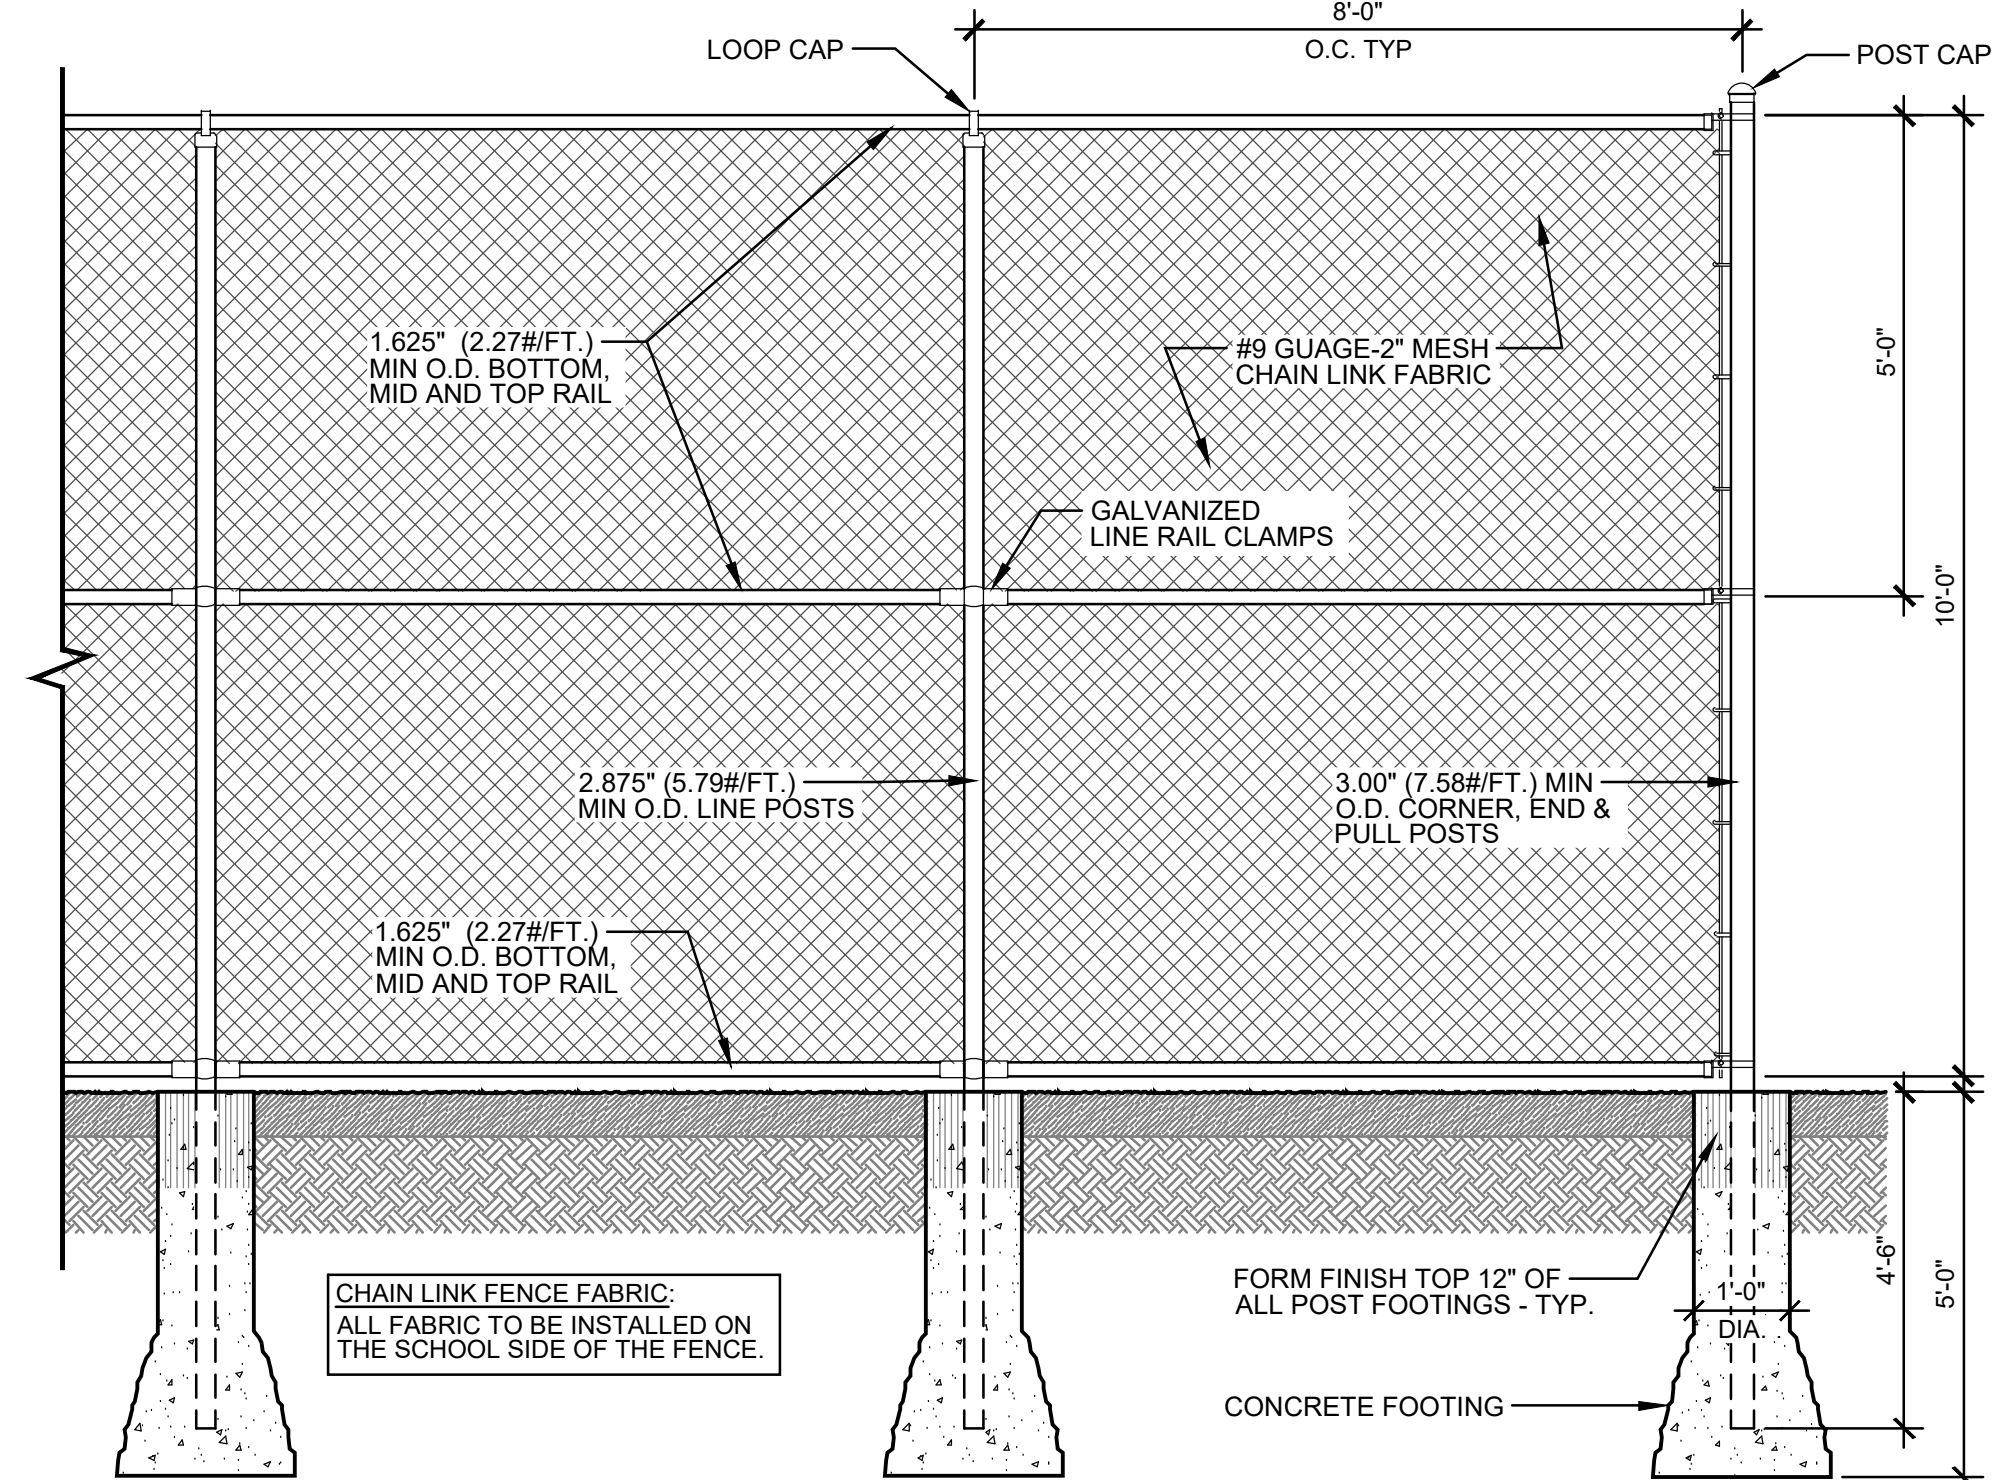 8'-0"
O.C. TYP
LOOP CAP
POST CAP
1.625"  (2.27#/FT.)
MIN O.D. BOTTOM,
MID AND TOP RAIL
#9 GUAGE-2" MESH
CHAIN LINK FABRIC
5'-0"
GALVANIZED
LINE RAIL CLAMPS
10'-0"
2.875" (5.79#/FT.)
MIN O.D. LINE POSTS
3.00" (7.58#/FT.) MIN
O.D. CORNER, END &
PULL POSTS
1.625"  (2.27#/FT.)
MIN O.D. BOTTOM,
MID AND TOP RAIL
4'-6"
5'-0"
FORM FINISH TOP 12" OF
ALL POST FOOTINGS - TYP.
1'-0"
DIA.
CHAIN LINK FENCE FABRIC:
ALL FABRIC TO BE INSTALLED ON
THE SCHOOL SIDE OF THE FENCE.
CONCRETE FOOTING